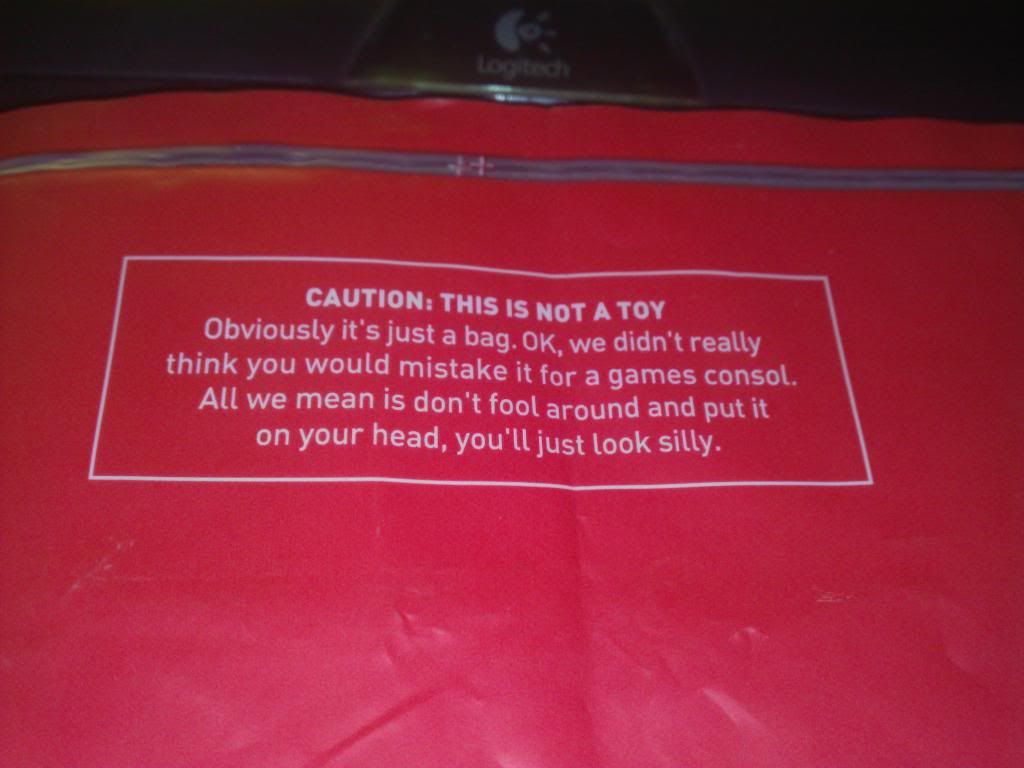 Logitech
CAUTION: THIS IS NOT A TOY
Obviously it's just a bag. OK, we didn't really
think you would mistake it for a games consol.
All we mean is don't fool around and put it
on your head, you'll just look silly.